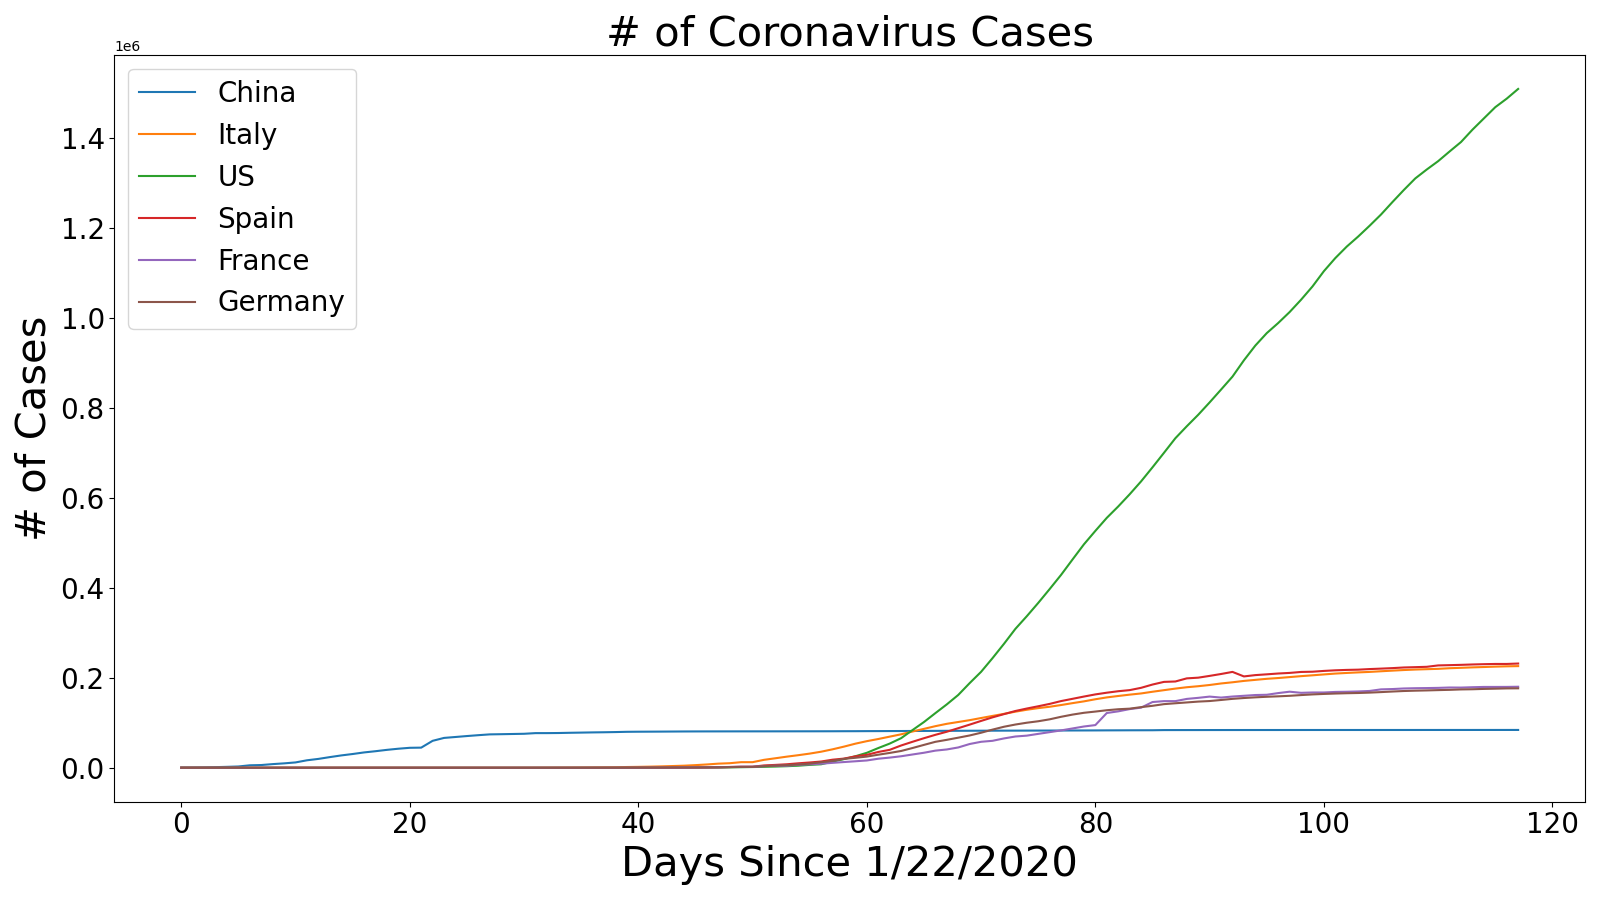 # of Coronavirus Cases
1e6
China
Italy
US
Spain
France
Germany
1.4
1.2
1.0
0.8
0.6
0.4
0.2
0.0
# of Cases
0 20 40 60 80 100 120
Days Since 1/22/2020